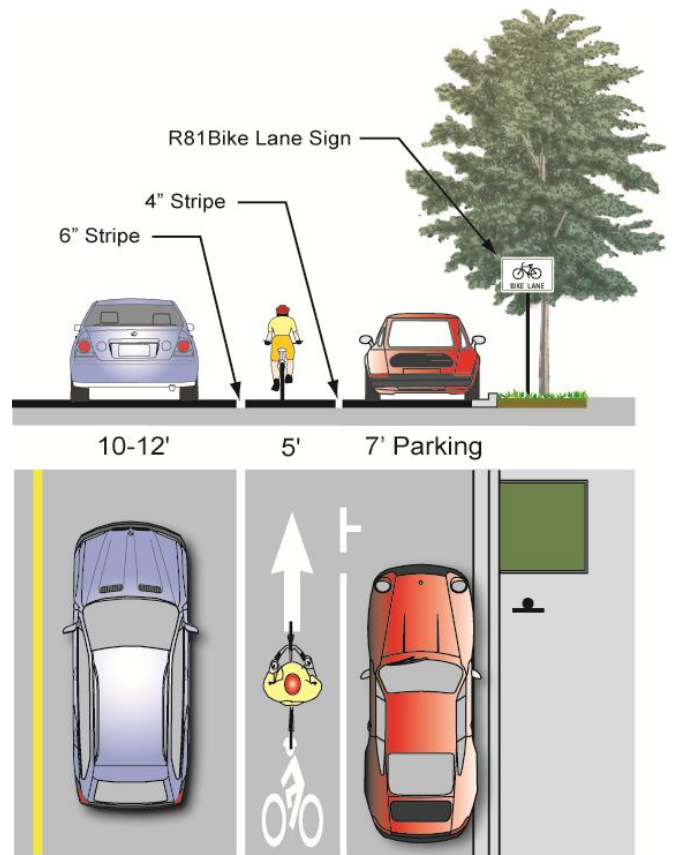 R81Bike Lane Sign
4” Stripe
6” Stripe
BIKE LANE
10-12'
5'
7’ Parking